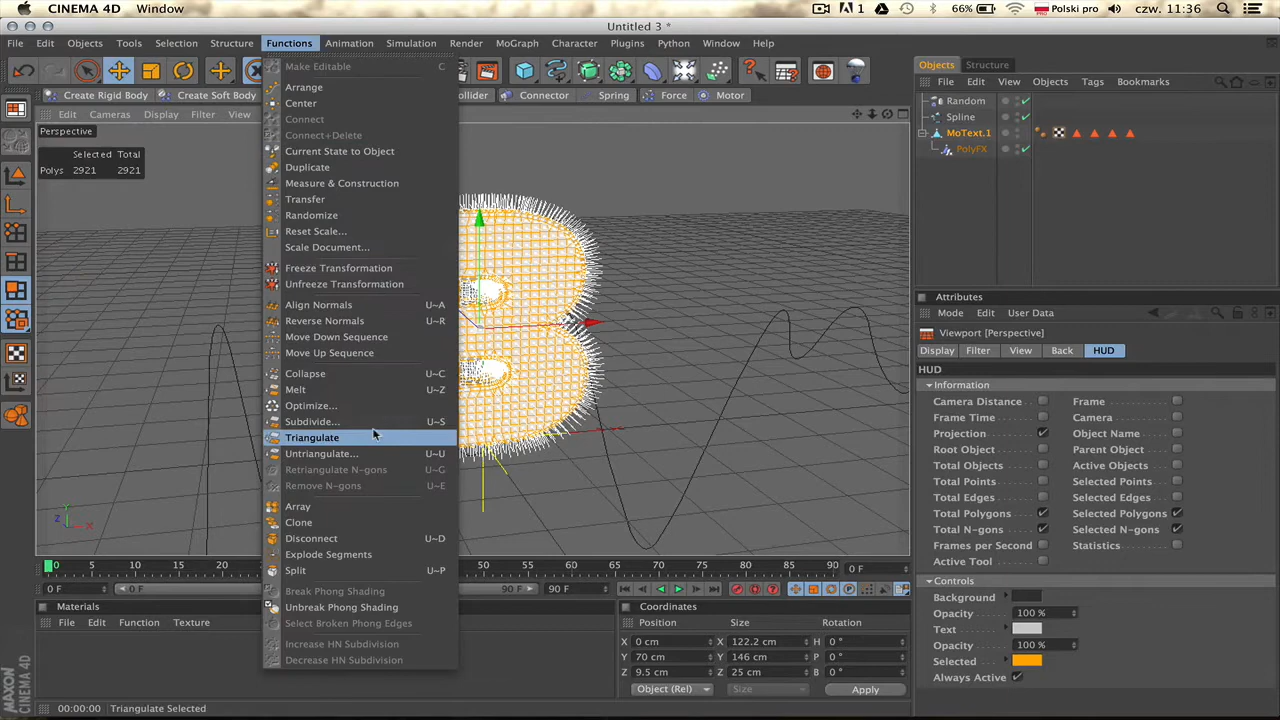 CINEMA 4D Window 1 66% Polski pro czw. 11:36
Untitled 3 *
File Edit Objects Tools Selection Structure Functions Animation Simulation Render MoGraph Character Plugins Python Window Help
Create Rigid Body Create Soft Body Collider Connector Spring Force Motor
Edit Cameras Display Filter View
Perspective
Selected Total
Polys 2921 2921
Make Editable C
Arrange
Center
Connect
Connect+Delete
Current State to Object
Duplicate
Measure & Construction
Transfer
Randomize
Reset Scale...
Scale Document...
Freeze Transformation
Unfreeze Transformation
Align Normals U~A
Reverse Normals U~R
Move Down Sequence
Move Up Sequence
Collapse U~C
Melt U~Z
Optimize...
Subdivide... U~S
Triangulate
Untriangulate... U~U
Retriangulate N-gons U~G
Remove N-gons U~E
Array
Clone
Disconnect U~D
Explode Segments
Split U~P
Break Phong Shading
Unbreak Phong Shading
Select Broken Phong Edges
Increase HN Subdivision
Decrease HN Subdivision
Y
Z X
0 50 55 60 65 70 75 80 85 90 0 F
0 F 0 F 90 F 90 F
Materials
File Edit Function Texture
Coordinates
Position Size Rotation
X 0 cm X 122.2 cm H 0 °
Y 70 cm Y 146 cm P 0 °
Z 9.5 cm Z 25 cm B 0 °
Object (Rel) Size Apply
MAXON CINEMA 4D
00:00:00 Triangulate Selected
Objects Structure
File Edit View Objects Tags Bookmarks
Random
Spline
MoText.1
PolyFX
Attributes
Mode Edit User Data
Viewport [Perspective]
Display Filter View Back HUD
HUD
Information
Camera Distance Frame
Frame Time Camera
Projection Object Name
Root Object Parent Object
Total Objects Active Objects
Total Points Selected Points
Total Edges Selected Edges
Total Polygons Selected Polygons
Total N-gons Selected N-gons
Frames per Second Statistics
Active Tool
Controls
Background
Opacity 100 %
Text
Opacity 100 %
Selected
Always Active